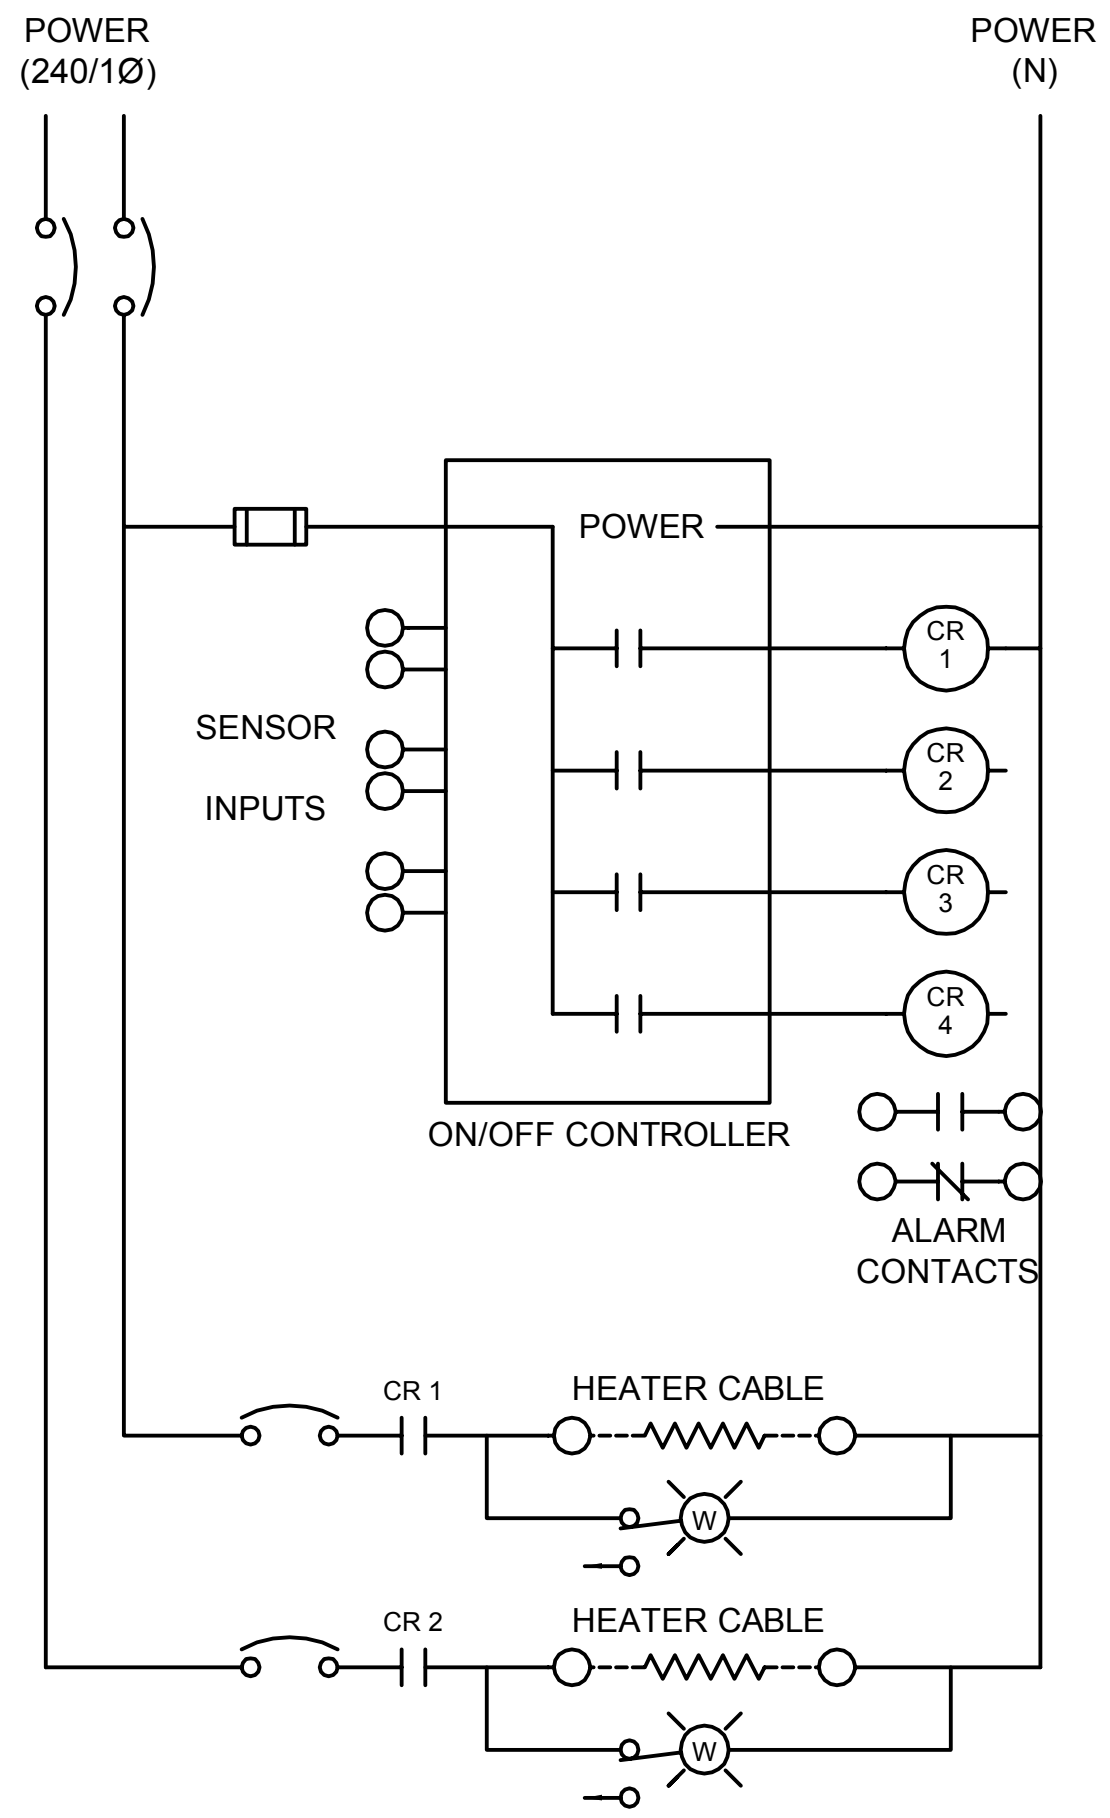 POWER
(240/1Ø)
POWER
(N)
POWER
CR
1
SENSOR
INPUTS
CR
2
CR
3
CR
4
ON/OFF CONTROLLER
ALARM
CONTACTS
CR 1
HEATER CABLE
W
CR 2
HEATER CABLE
W